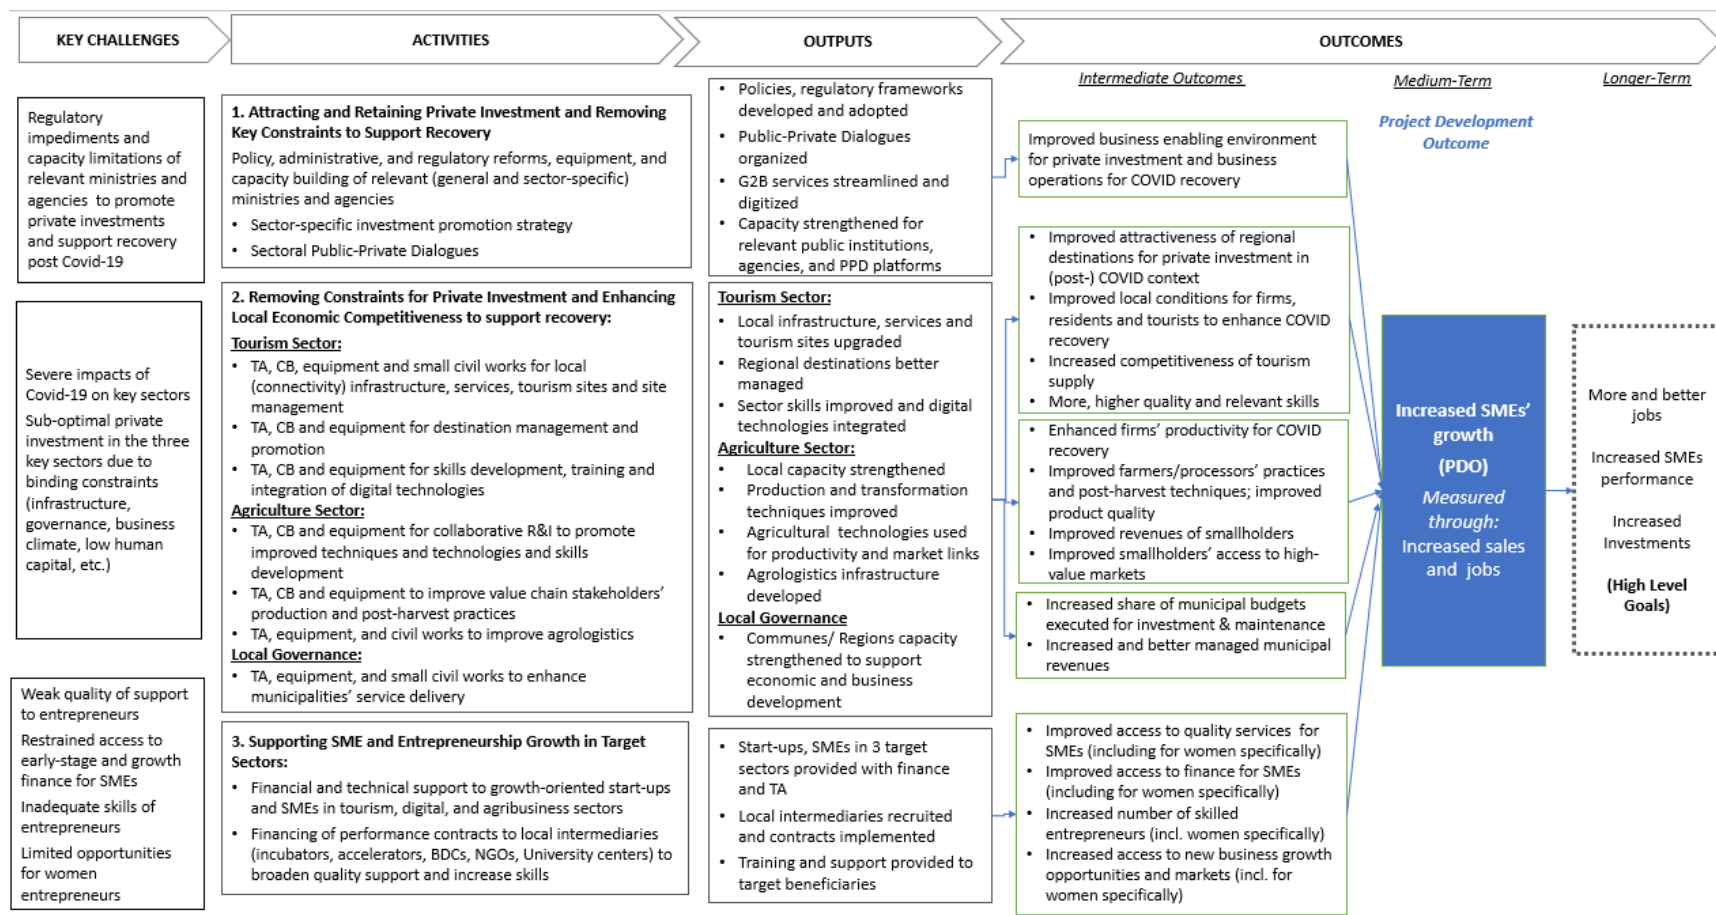 KEY CHALLENGES
ACTIVITIES
OUTPUTS
OUTCOMES
Intermediate Outcomes
Medium-Term
Longer-Term
Project Development
Outcome
Regulatory
impediments and
capacity limitations of
relevant ministries and
agencies to promote
private investments
and support recovery
post Covid-19
1. Attracting and Retaining Private Investment and Removing
Key Constraints to Support Recovery
Policy, administrative, and regulatory reforms, equipment, and
capacity building of relevant (general and sector-specific)
ministries and agencies
• Sector-specific investment promotion strategy
• Sectoral Public-Private Dialogues
• Policies, regulatory frameworks
developed and adopted
• Public-Private Dialogues
organized
• G2B services streamlined and
digitized
• Capacity strengthened for
relevant public institutions,
agencies, and PPD platforms
Improved business enabling environment
for private investment and business
operations for COVID recovery
Severe impacts of
Covid-19 on key sectors
Sub-optimal private
investment in the three
key sectors due to
binding constraints
(infrastructure,
governance, business
climate, low human
capital, etc.)
2. Removing Constraints for Private Investment and Enhancing
Local Economic Competitiveness to support recovery:
Tourism Sector:
• TA, CB, equipment and small civil works for local
(connectivity) infrastructure, services, tourism sites and site
management
• TA, CB and equipment for destination management and
promotion
• TA, CB and equipment for skills development, training and
integration of digital technologies
Agriculture Sector:
• TA, CB and equipment for collaborative R&I to promote
improved techniques and technologies and skills
development
• TA, CB and equipment to improve value chain stakeholders'
production and post-harvest practices
• TA, equipment, and civil works to improve agrologistics
Local Governance:
• TA, equipment, and small civil works to enhance
municipalities' service delivery
Tourism Sector:
• Local infrastructure, services and
tourism sites upgraded
• Regional destinations better
managed
• Sector skills improved and digital
technologies integrated
Agriculture Sector:
• Local capacity strengthened
• Production and transformation
techniques improved
• Agricultural technologies used
for productivity and market links
• Agrologistics infrastructure
developed
Local Governance
• Communes/ Regions capacity
strengthened to support
economic and business
development
• Improved attractiveness of regional
destinations for private investment in
(post-) COVID context
• Improved local conditions for firms,
residents and tourists to enhance COVID
recovery
• Increased competitiveness of tourism
supply
• More, higher quality and relevant skills
• Enhanced firms' productivity for COVID
recovery
• Improved farmers/processors' practices
and post-harvest techniques; improved
product quality
• Improved revenues of smallholders
• Improved smallholders' access to high-
value markets
• Increased share of municipal budgets
executed for investment & maintenance
• Increased and better managed municipal
revenues
Weak quality of support
to entrepreneurs
Restrained access to
early-stage and growth
finance for SMEs
Inadequate skills of
entrepreneurs
Limited opportunities
for women
entrepreneurs
3. Supporting SME and Entrepreneurship Growth in Target
Sectors:
• Financial and technical support to growth-oriented start-ups
and SMEs in tourism, digital, and agribusiness sectors
• Financing of performance contracts to local intermediaries
(incubators, accelerators, BDCs, NGOs, University centers) to
broaden quality support and increase skills
• Start-ups, SMEs in 3 target
sectors provided with finance
and TA
• Local intermediaries recruited
and contracts implemented
• Training and support provided to
target beneficiaries
• Improved access to quality services for
SMEs (including for women specifically)
• Improved access to finance for SMEs
(including for women specifically)
• Increased number of skilled
entrepreneurs (incl. women specifically)
• Increased access to new business growth
opportunities and markets (incl. for
women specifically)
Increased SMEs'
growth
(PDO)
Measured
through:
Increased sales
and jobs
More and better
jobs
Increased SMEs
performance
Increased
Investments
(High Level
Goals)